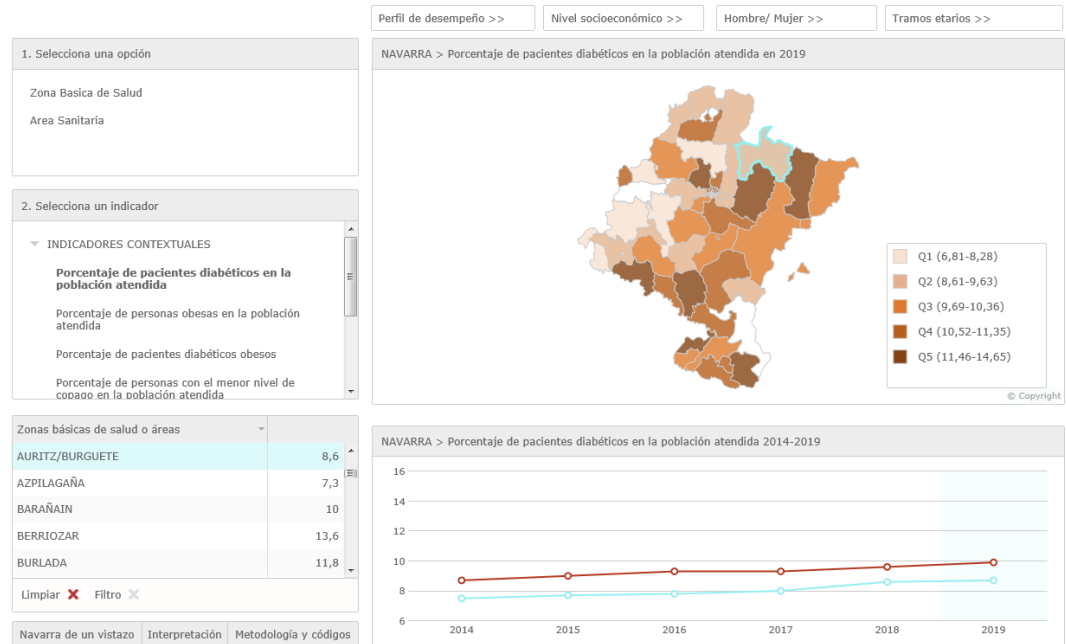 Perfil de desempeño >>
Nivel socioeconómico >>
Hombre/ Mujer >>
Tramos etarios >>
1. Selecciona una opción
Zona Basica de Salud
Area Sanitaria
2. Selecciona un indicador
INDICADORES CONTEXTUALES
Porcentaje de pacientes diabéticos en la
población atendida
Porcentaje de personas obesas en la población
atendida
Porcentaje de pacientes diabéticos obesos
Porcentaje de personas con el menor nivel de
copago en la población atendida
Zonas básicas de salud o áreas
AURITZ/BURGUETE 8,6
AZPILAGAÑA 7,3
BARAÑAIN 10
BERRIOZAR 13,6
BURLADA 11,8
Limpiar Filtro
Navarra de un vistazo Interpretación Metodología y códigos
NAVARRA > Porcentaje de pacientes diabéticos en la población atendida en 2019
Q1 (6,81-8,28)
Q2 (8,61-9,63)
Q3 (9,69-10,36)
Q4 (10,52-11,35)
Q5 (11,46-14,65)
© Copyright
NAVARRA > Porcentaje de pacientes diabéticos en la población atendida 2014-2019
16
14
12
10
8
6
2014 2015 2016 2017 2018 2019